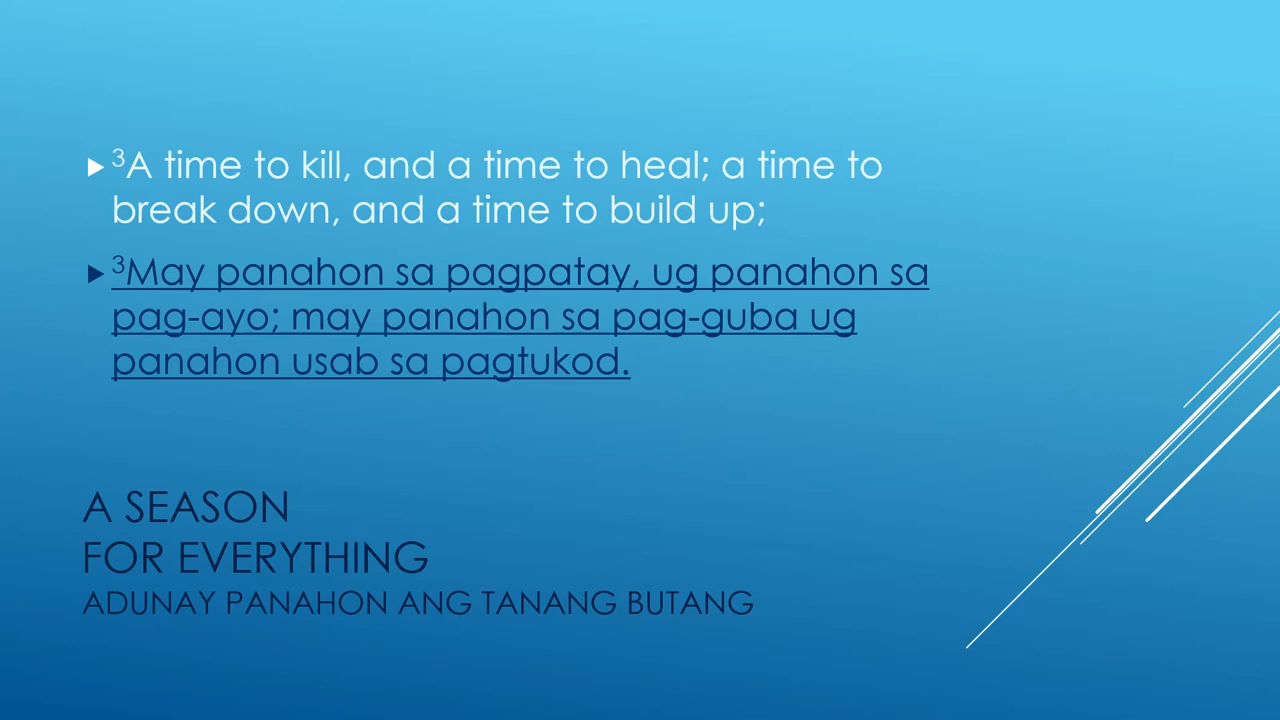 ³A time to kill, and a time to heal; a time to
break down, and a time to build up;
³May panahon sa pagpatay, ug panahon sa
pag-ayo; may panahon sa pag-guba ug
panahon usab sa pagtukod.
A SEASON
FOR EVERYTHING
ADUNAY PANAHON ANG TANANG BUTANG